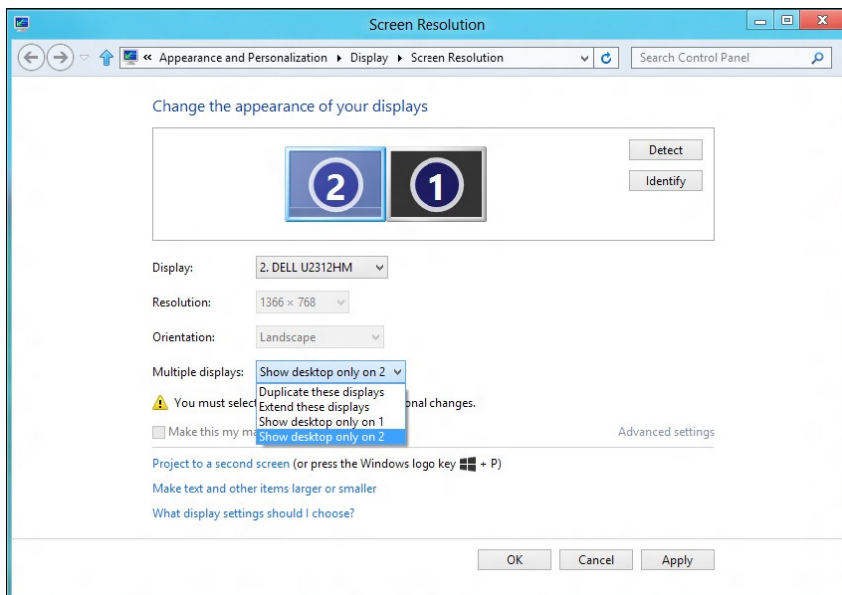 Screen Resolution
« Appearance and Personalization ▸ Display ▸ Screen Resolution
Search Control Panel
Change the appearance of your displays
2 1
Detect
Identify
Display: 2. DELL U2312HM
Resolution: 1366 × 768
Orientation: Landscape
Multiple displays: Show desktop only on 2
Duplicate these displays
You must select onal changes.
Extend these displays
Show desktop only on 1
Make this my ma
Show desktop only on 2
Advanced settings
Project to a second screen (or press the Windows logo key + P)
Make text and other items larger or smaller
What display settings should I choose?
OK Cancel Apply